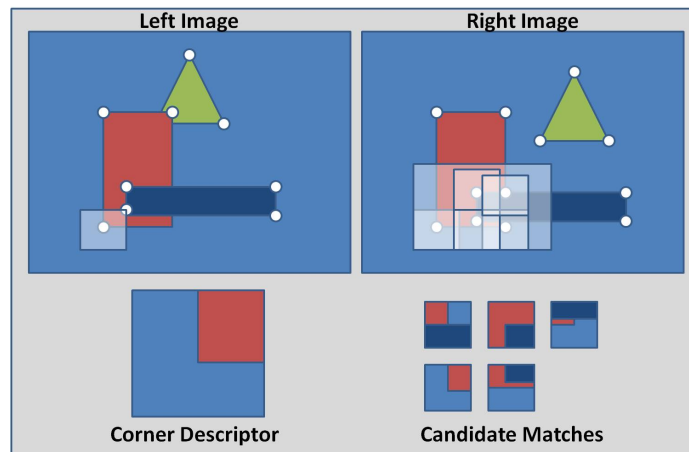 Left Image
Right Image
Corner Descriptor
Candidate Matches